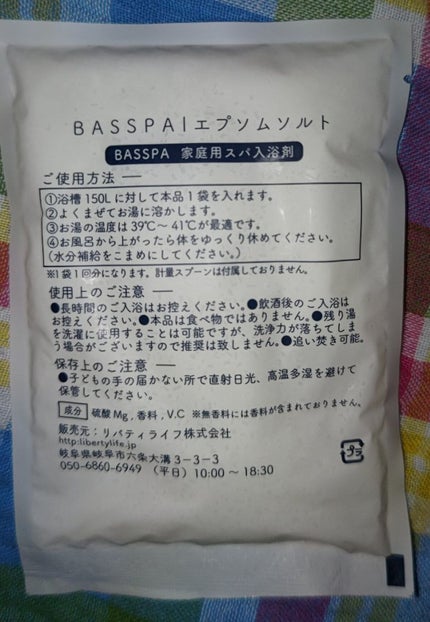 BASSPA|エプソムソルト
BASSPA 家庭用スパ入浴剤
ご使用方法 —
①浴槽150Lに対して本品1袋を入れます。
②よくまぜてお湯に溶かします。
③お湯の温度は39℃〜41℃が最適です。
④お風呂から上がったら体をゆっくり休めてください。
(水分補給をこまめにしてください。)
※1袋1回分になります。計量スプーンは付属しておりません。
使用上のご注意 —
●長時間のご入浴はお控えください。●飲酒後のご入浴は
お控えください。●本品は食べ物ではありません。●残り湯
を洗濯に使用することは可能ですが、洗浄力が落ちてしま
う場合がございますので推奨は致しません。●追い焚き可能。
保存上のご注意 —
●子どもの手の届かない所で直射日光、高温多湿を避けて
保管してください。
成分 硫酸Mg,香料,V.C ※無香料には香料が含まれておりません。
販売元:リバティライフ株式会社
http:libertylife.jp
岐阜県岐阜市六条大溝3-3-3
050-6860-6949 (平日)10:00〜18:30
プラ